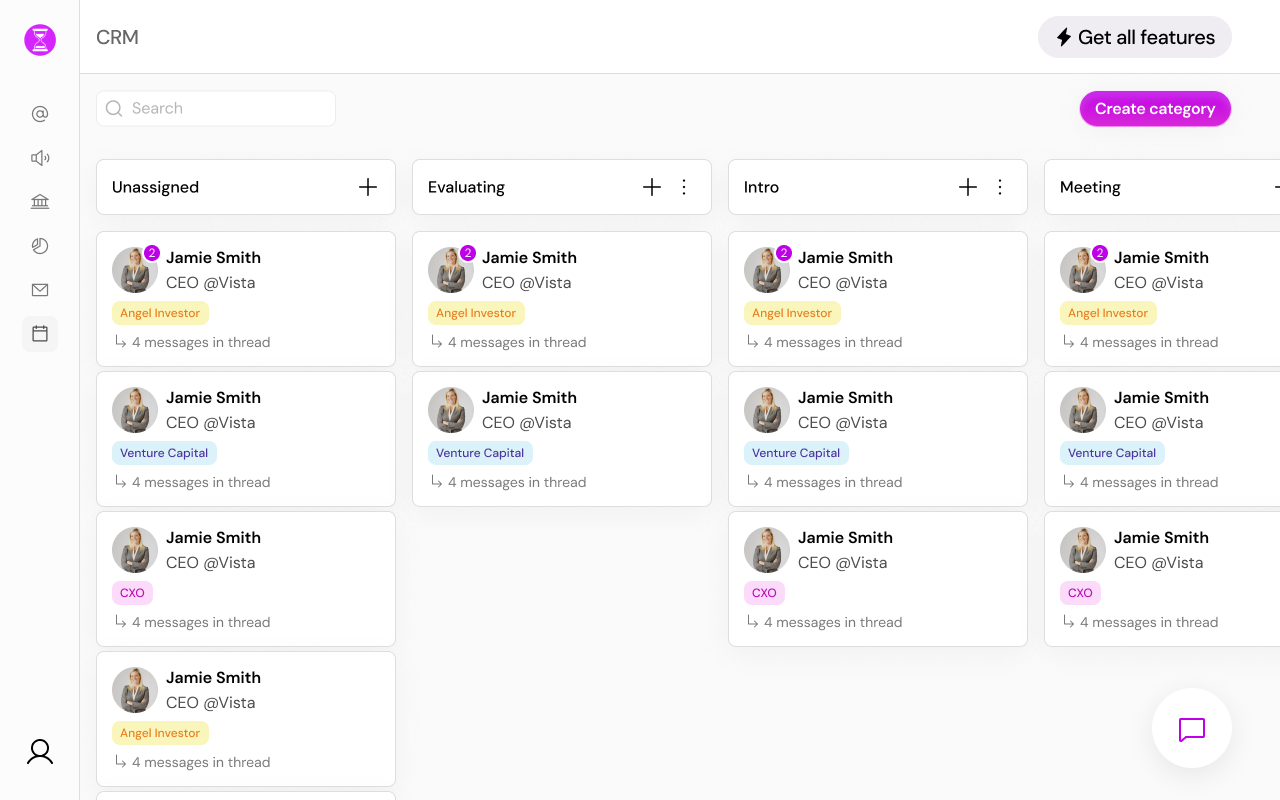 CRM
Get all features
Search
Create category
Unassigned
2
Jamie Smith
CEO @Vista
Angel Investor
4 messages in thread
Jamie Smith
CEO @Vista
Venture Capital
4 messages in thread
Jamie Smith
CEO @Vista
CXO
4 messages in thread
Jamie Smith
CEO @Vista
Angel Investor
4 messages in thread
Evaluating
2
Jamie Smith
CEO @Vista
Angel Investor
4 messages in thread
Jamie Smith
CEO @Vista
Venture Capital
4 messages in thread
Intro
2
Jamie Smith
CEO @Vista
Angel Investor
4 messages in thread
Jamie Smith
CEO @Vista
Venture Capital
4 messages in thread
Jamie Smith
CEO @Vista
CXO
4 messages in thread
Meeting
2
Jamie Smith
CEO @Vista
Angel Investor
4 messages in thread
Jamie Smith
CEO @Vista
Venture Capital
4 messages in thread
Jamie Smith
CEO @Vista
CXO
4 messages in thread